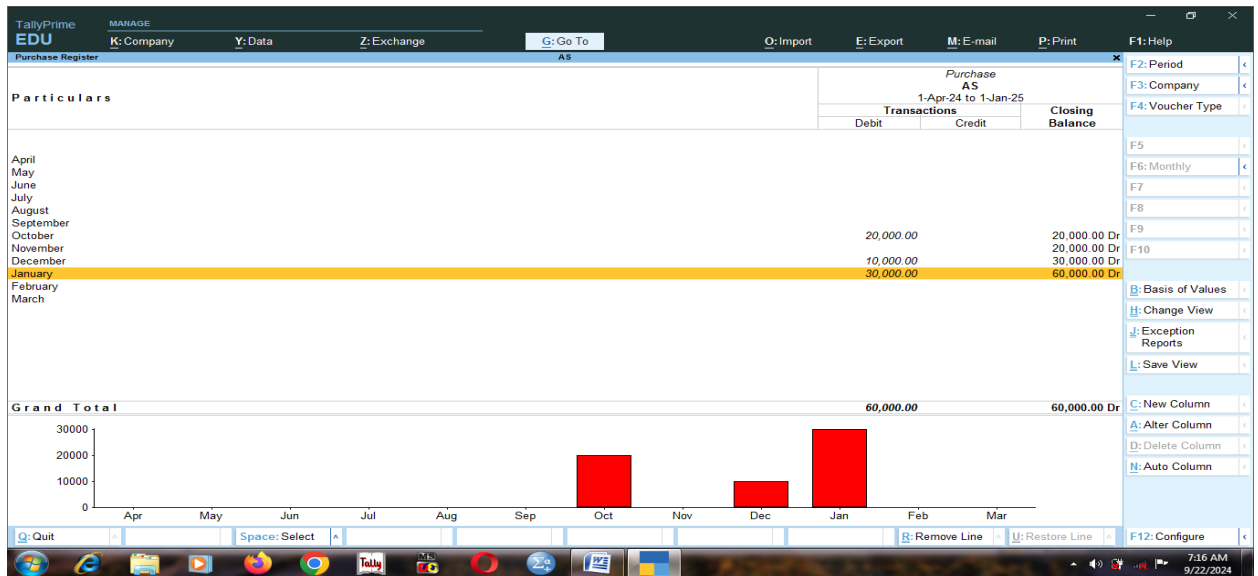 TallyPrime
EDU
MANAGE
K: Company
Y: Data
Z: Exchange
G: Go To
O: Import
E: Export
M: E-mail
P: Print
F1: Help
Purchase Register
AS
Particulars
Purchase
AS
1-Apr-24 to 1-Jan-25
Transactions Closing
Debit Credit Balance
April
May
June
July
August
September
October 20,000.00 20,000.00 Dr
November 20,000.00 Dr
December 10,000.00 30,000.00 Dr
January 30,000.00 60,000.00 Dr
February
March
Grand Total 60,000.00 60,000.00 Dr
30000
20000
10000
0
Apr May Jun Jul Aug Sep Oct Nov Dec Jan Feb Mar
F2: Period
F3: Company
F4: Voucher Type
F5
F6: Monthly
F7
F8
F9
F10
B: Basis of Values
H: Change View
J: Exception
Reports
L: Save View
C: New Column
A: Alter Column
D: Delete Column
N: Auto Column
Q: Quit
Space: Select
R: Remove Line
U: Restore Line
F12: Configure
Tally
7:16 AM
9/22/2024